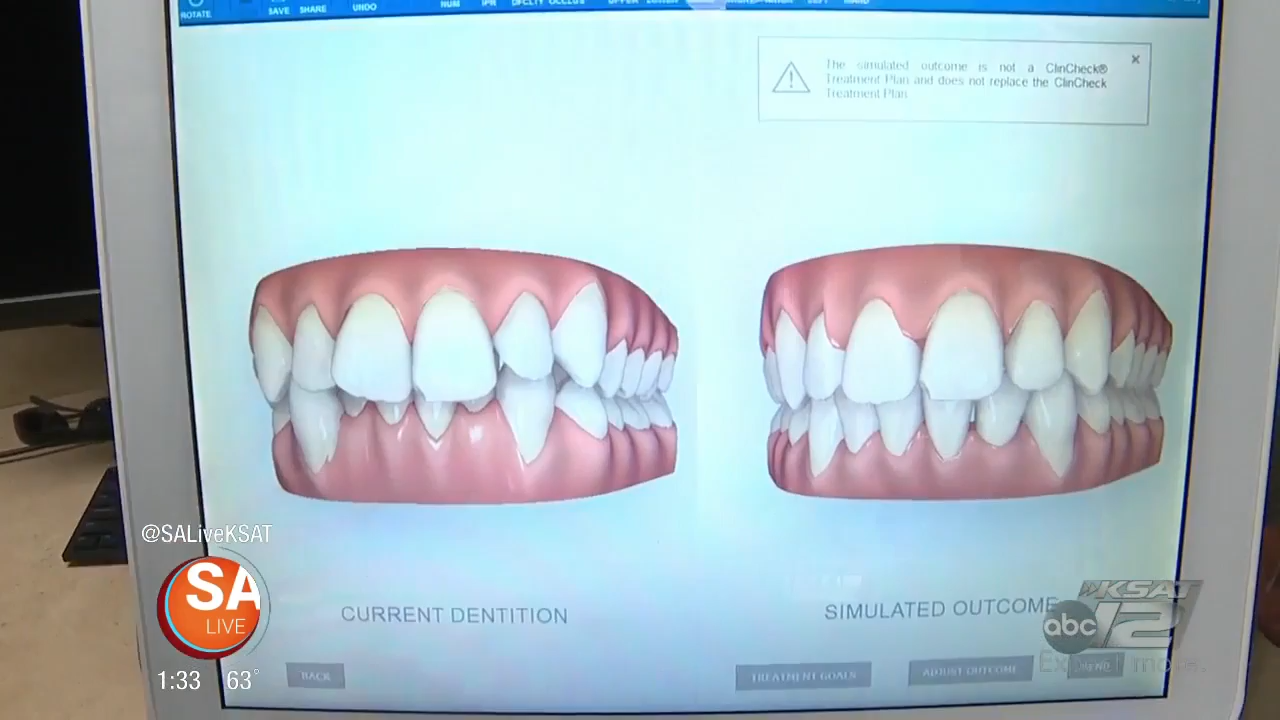 ROTATE
SAVE SHARE UNDO
NUM IPR
The simulated outcome is not a ClinCheck®
Treatment Plan and does not replace the ClinCheck
Treatment Plan
×
@SALiveKSAT
SA
LIVE
1:33 63°
CURRENT DENTITION
SIMULATED OUTCOME
KSAT
abc 12
BACK
TREATMENT GOALS
ADJUST OUTCOME